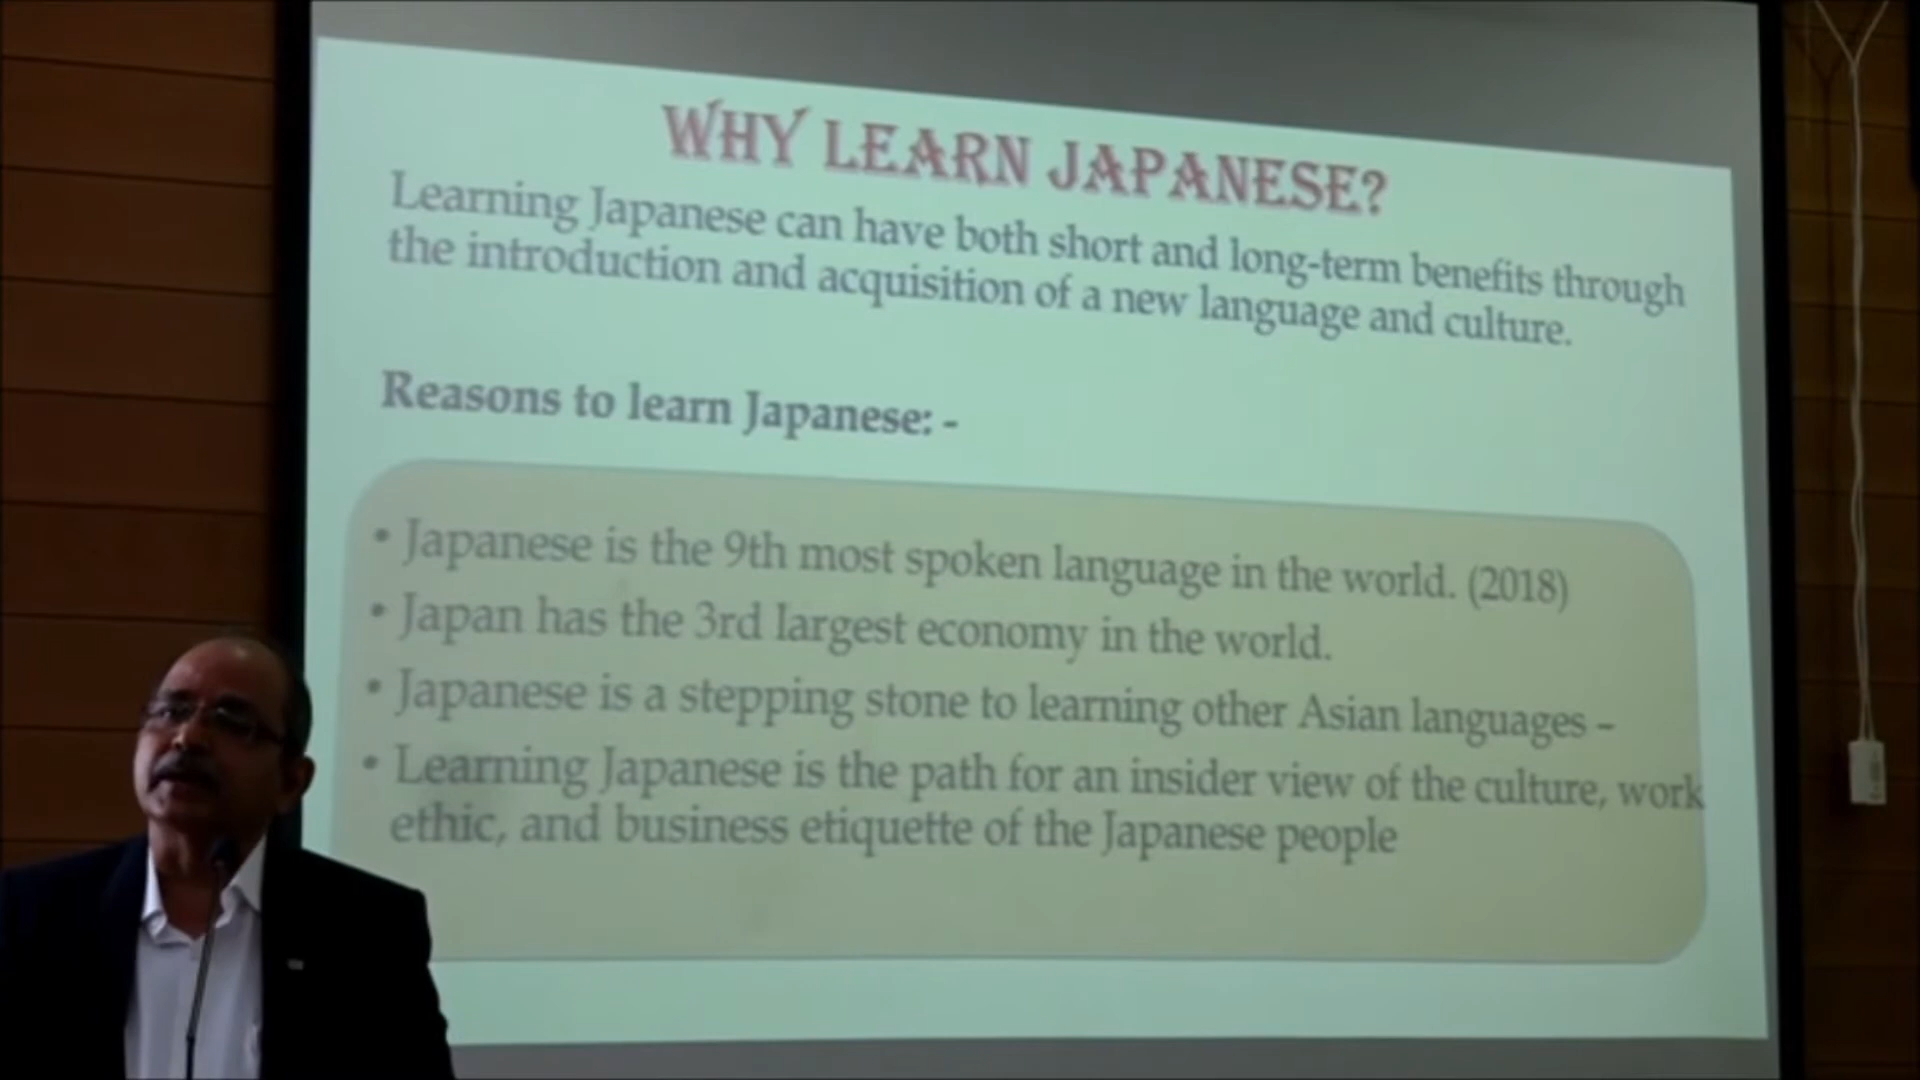 WHY LEARN JAPANESE?
Learning Japanese can have both short and long-term benefits through
the introduction and acquisition of a new language and culture.
Reasons to learn Japanese: -
• Japanese is the 9th most spoken language in the world. (2018)
• Japan has the 3rd largest economy in the world.
• Japanese is a stepping stone to learning other Asian languages –
• Learning Japanese is the path for an insider view of the culture, work
ethic, and business etiquette of the Japanese people